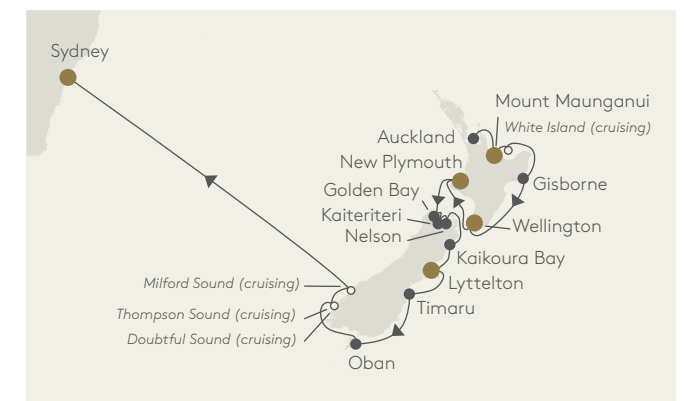 Sydney
Mount Maunganui
White Island (cruising)
Auckland
New Plymouth
Gisborne
Golden Bay
Kaiteriteri
Wellington
Nelson
Kaikoura Bay
Lyttelton
Milford Sound (cruising)
Timaru
Thompson Sound (cruising)
Doubtful Sound (cruising)
Oban